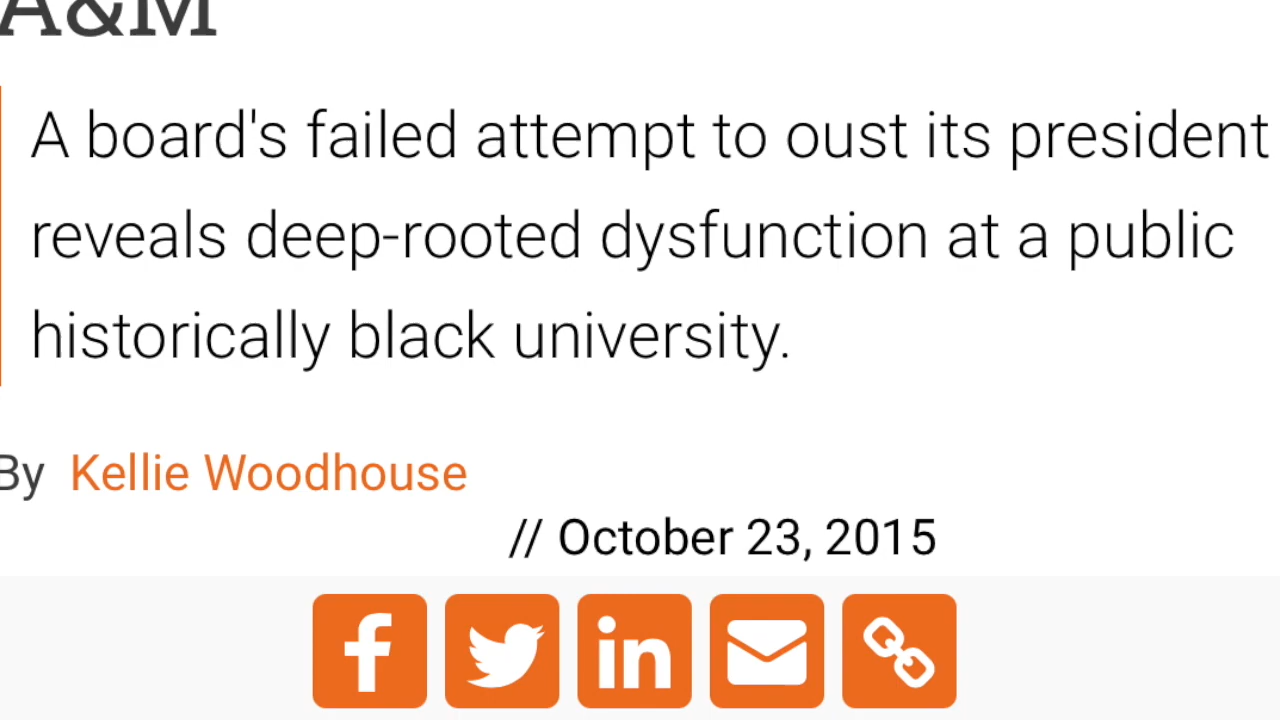 A&M
A board's failed attempt to oust its president
reveals deep-rooted dysfunction at a public
historically black university.
By Kellie Woodhouse
// October 23, 2015